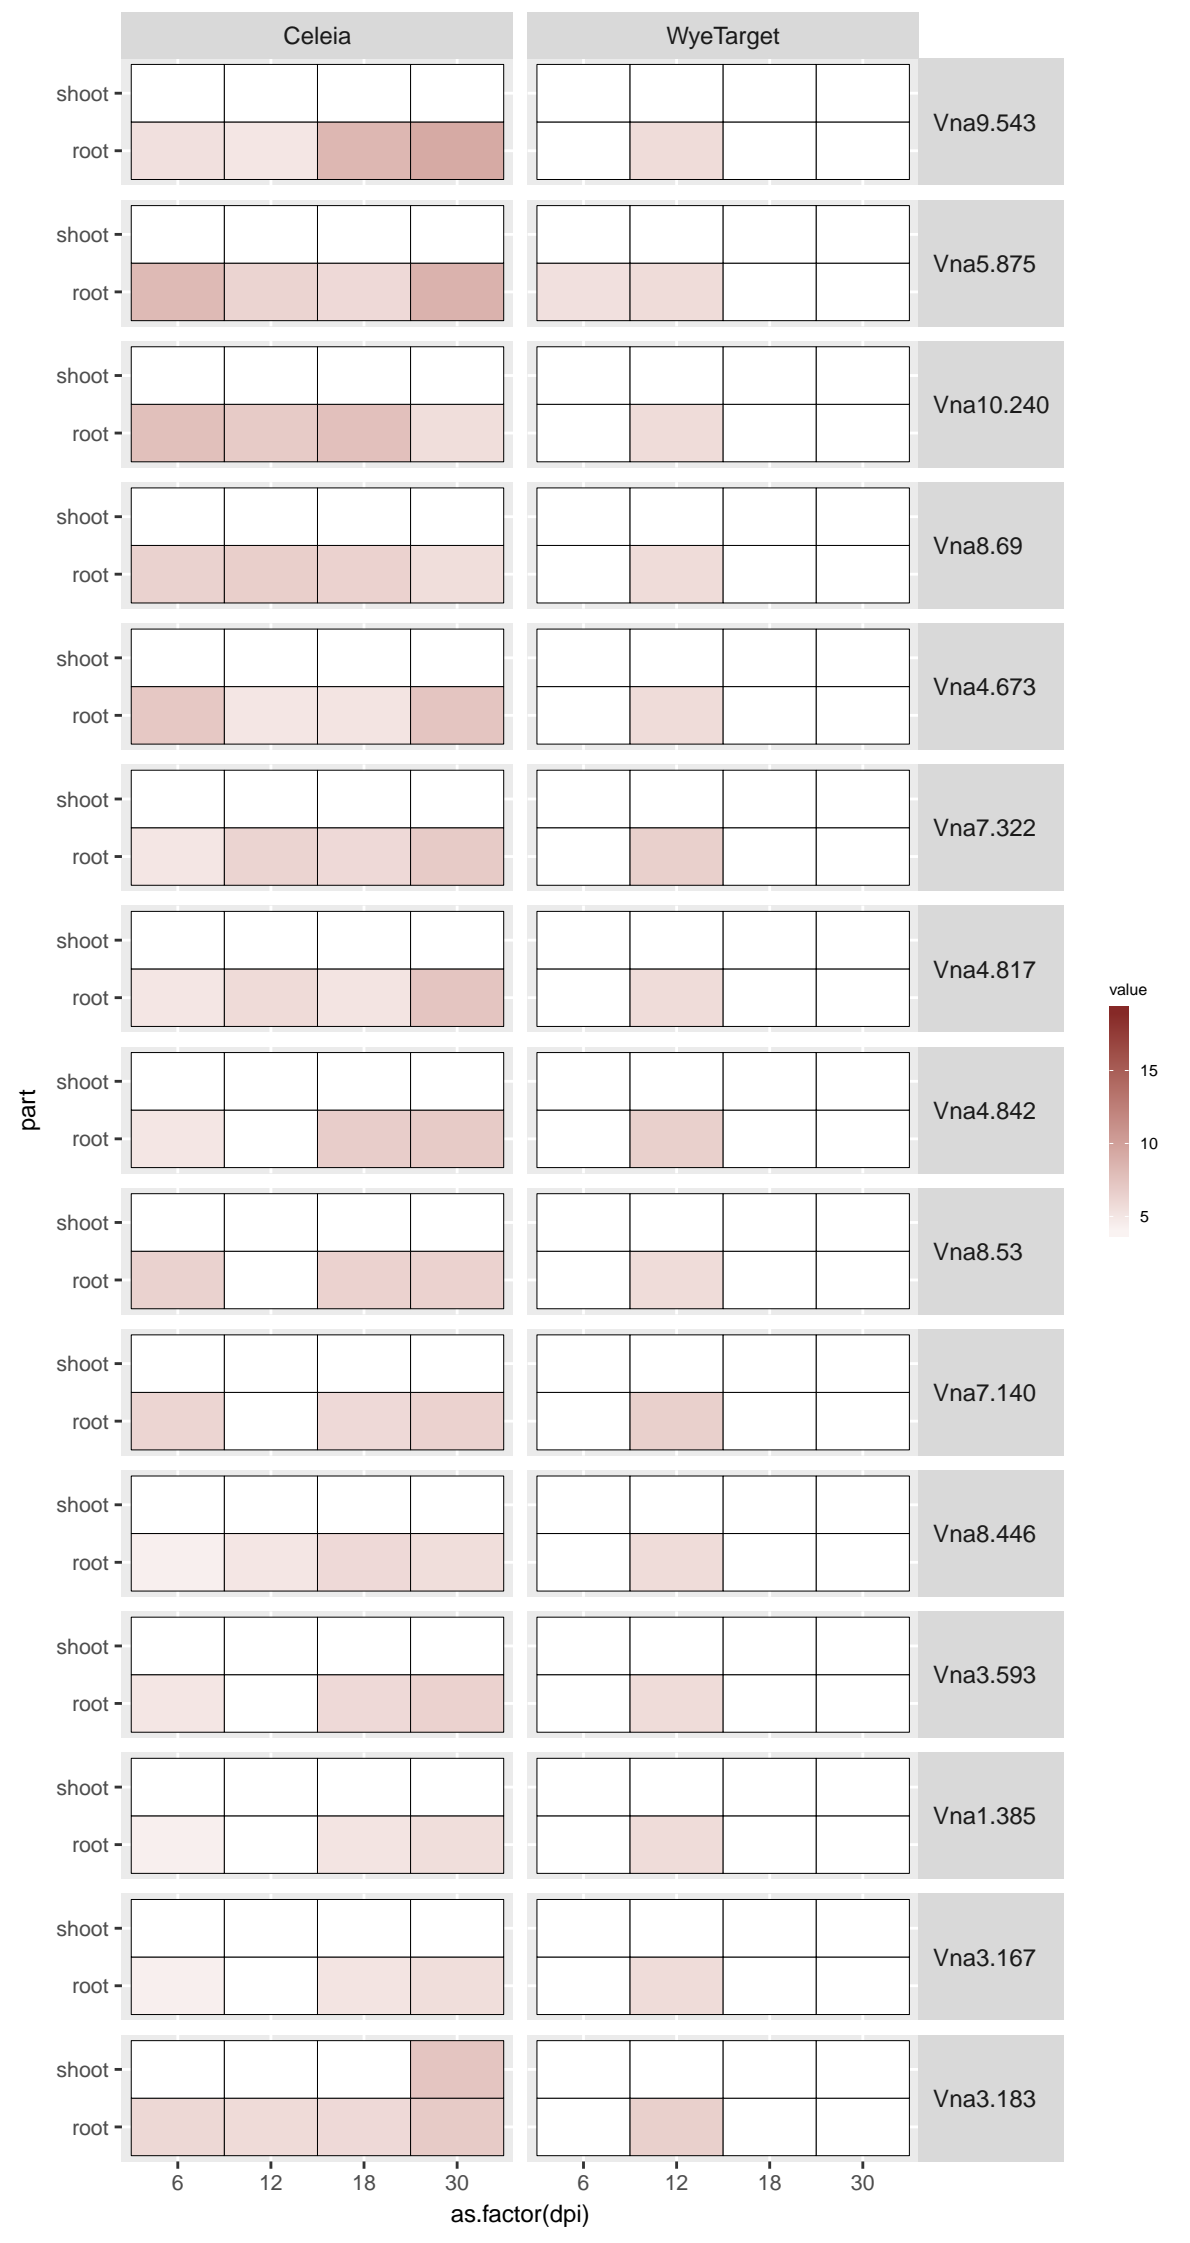 Celeia
WyeTarget
shoot
root
Vna9.543
shoot
root
Vna5.875
shoot
root
Vna10.240
shoot
root
Vna8.69
shoot
root
Vna4.673
shoot
root
Vna7.322
shoot
root
Vna4.817
shoot
root
Vna4.842
shoot
root
Vna8.53
shoot
root
Vna7.140
shoot
root
Vna8.446
shoot
root
Vna3.593
shoot
root
Vna1.385
shoot
root
Vna3.167
shoot
root
Vna3.183
6 12 18 30
6 12 18 30
as.factor(dpi)
part
value
15
10
5